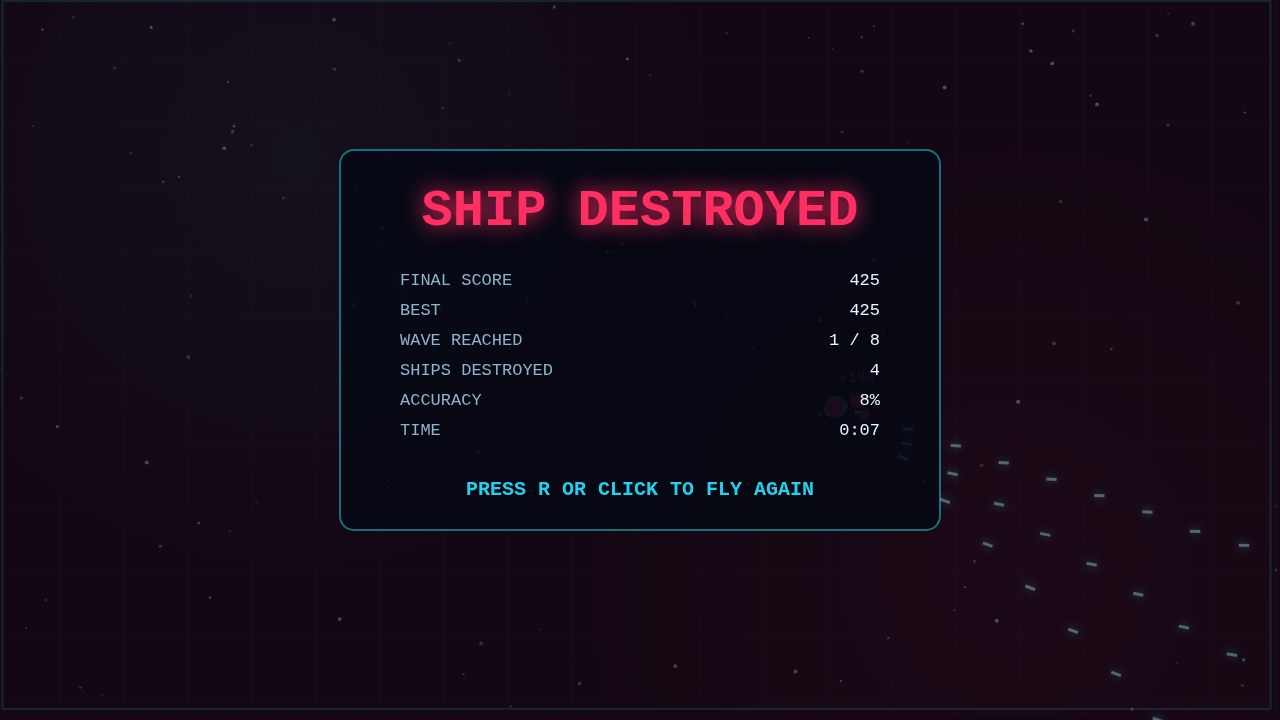 SHIP DESTROYED
FINAL SCORE 425
BEST 425
WAVE REACHED 1 / 8
SHIPS DESTROYED 4
ACCURACY 8%
TIME 0:07
PRESS R OR CLICK TO FLY AGAIN